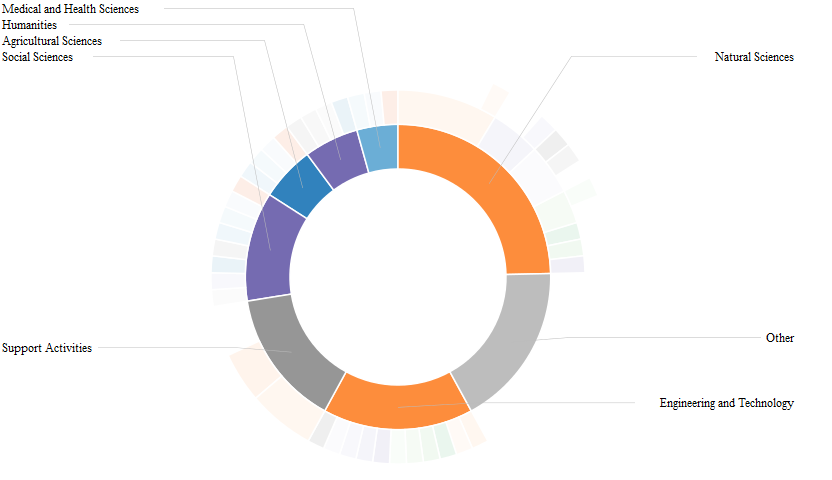 Medical and Health Sciences
Humanities
Agricultural Sciences
Social Sciences
Natural Sciences
Other
Support Activities
Engineering and Technology